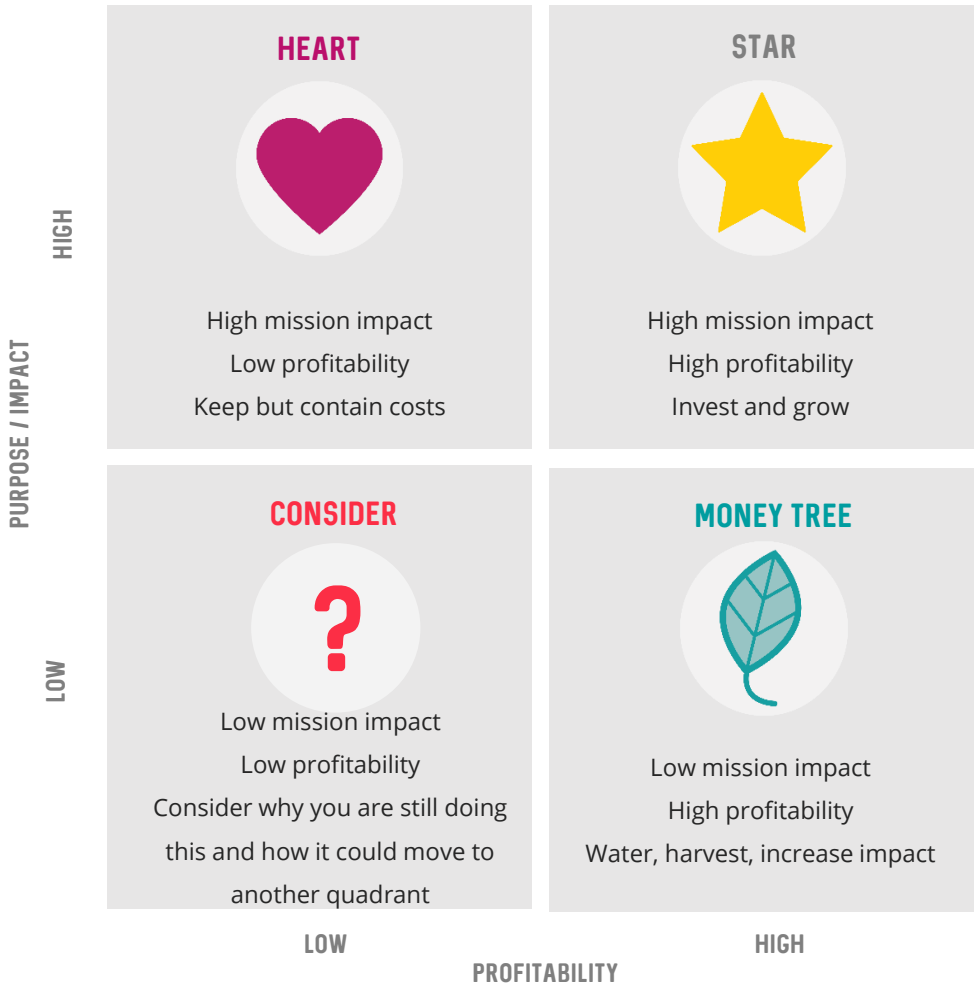 HEART
High mission impact
Low profitability
Keep but contain costs
STAR
High mission impact
High profitability
Invest and grow
CONSIDER
?
Low mission impact
Low profitability
Consider why you are still doing
this and how it could move to
another quadrant
MONEY TREE
Low mission impact
High profitability
Water, harvest, increase impact
PURPOSE / IMPACT
HIGH
LOW
LOW
HIGH
PROFITABILITY